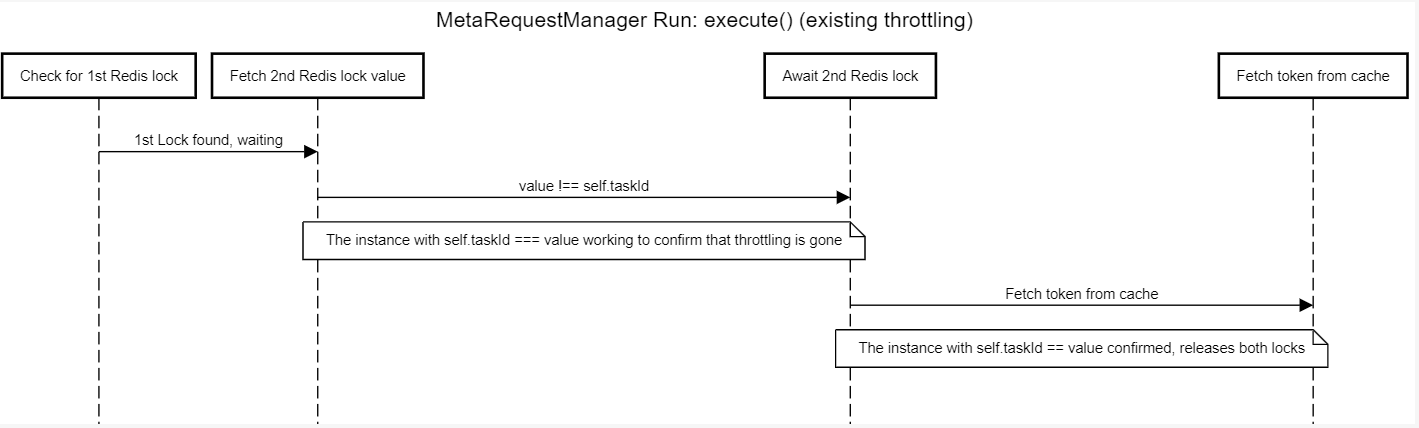 MetaRequestManager Run: execute() (existing throttling)
Check for 1st Redis lock
Fetch 2nd Redis lock value
Await 2nd Redis lock
Fetch token from cache
1st Lock found, waiting
value !== self.taskId
The instance with self.taskId === value working to confirm that throttling is gone
Fetch token from cache
The instance with self.taskId == value confirmed, releases both locks